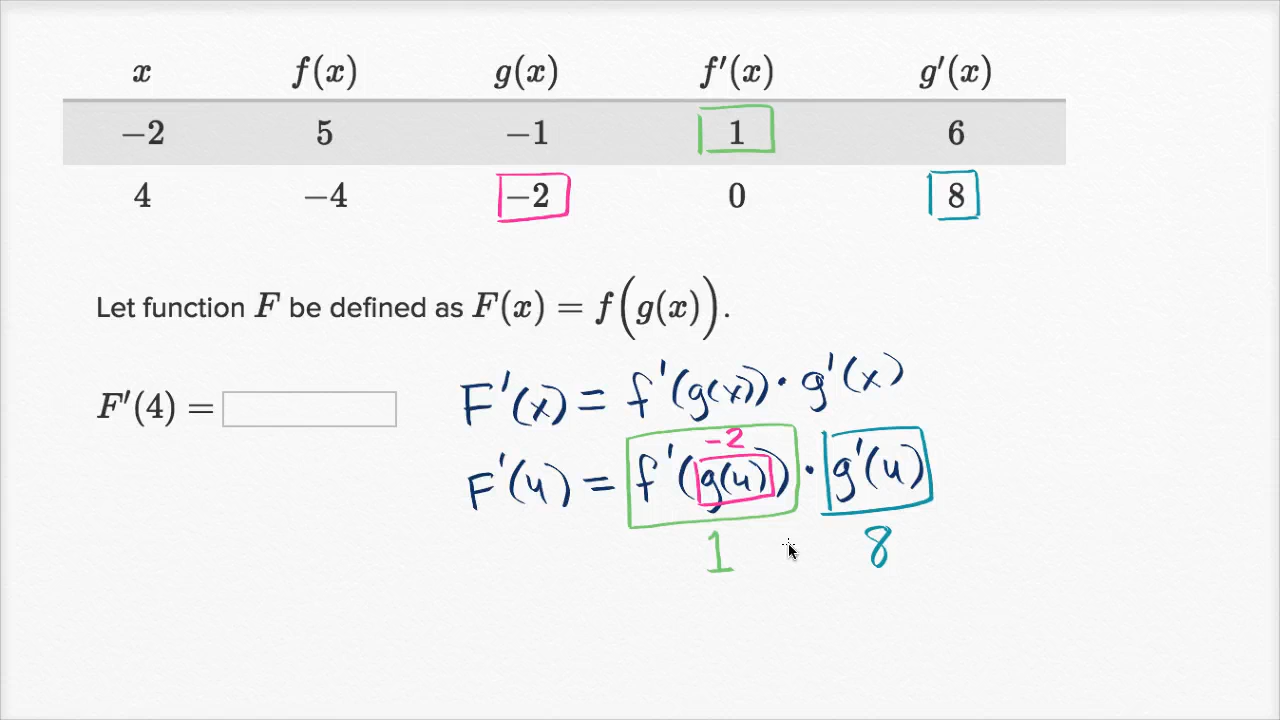 x f(x) g(x) f′(x) g′(x)
−2 5 −1 1 6
4 −4 −2 0 8
Let function F be defined as F(x) = f(g(x)).
F′(x) = f′(g(x)) · g′(x)
F′(4) =
-2
F′(4) = f′(g(4)) · g′(4)
1 8